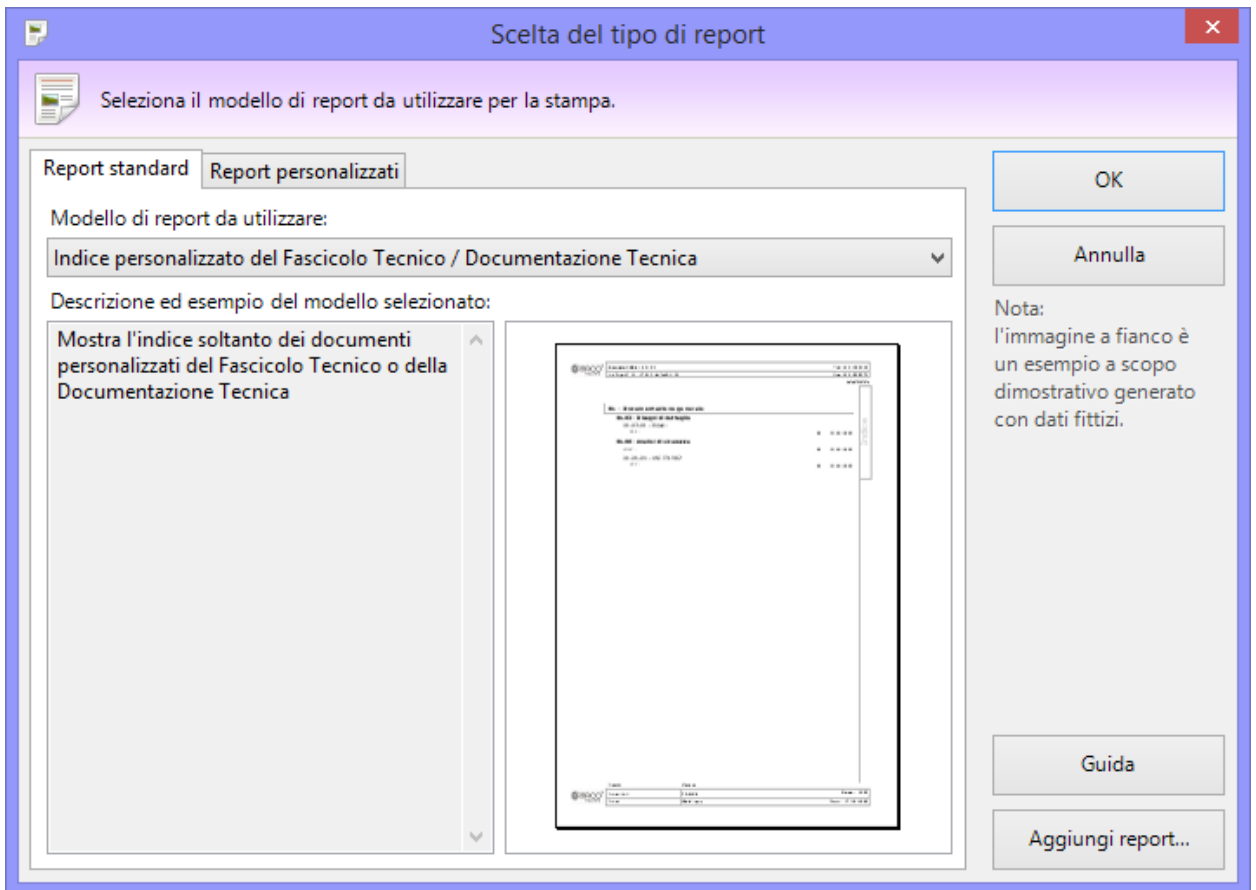 Scelta del tipo di report
Seleziona il modello di report da utilizzare per la stampa.
Report standard
Report personalizzati
Modello di report da utilizzare:
Indice personalizzato del Fascicolo Tecnico / Documentazione Tecnica
Descrizione ed esempio del modello selezionato:
Mostra l'indice soltanto dei documenti
personalizzati del Fascicolo Tecnico o della
Documentazione Tecnica
OK
Annulla
Nota:
l'immagine a fianco è
un esempio a scopo
dimostrativo generato
con dati fittizi.
Guida
Aggiungi report...